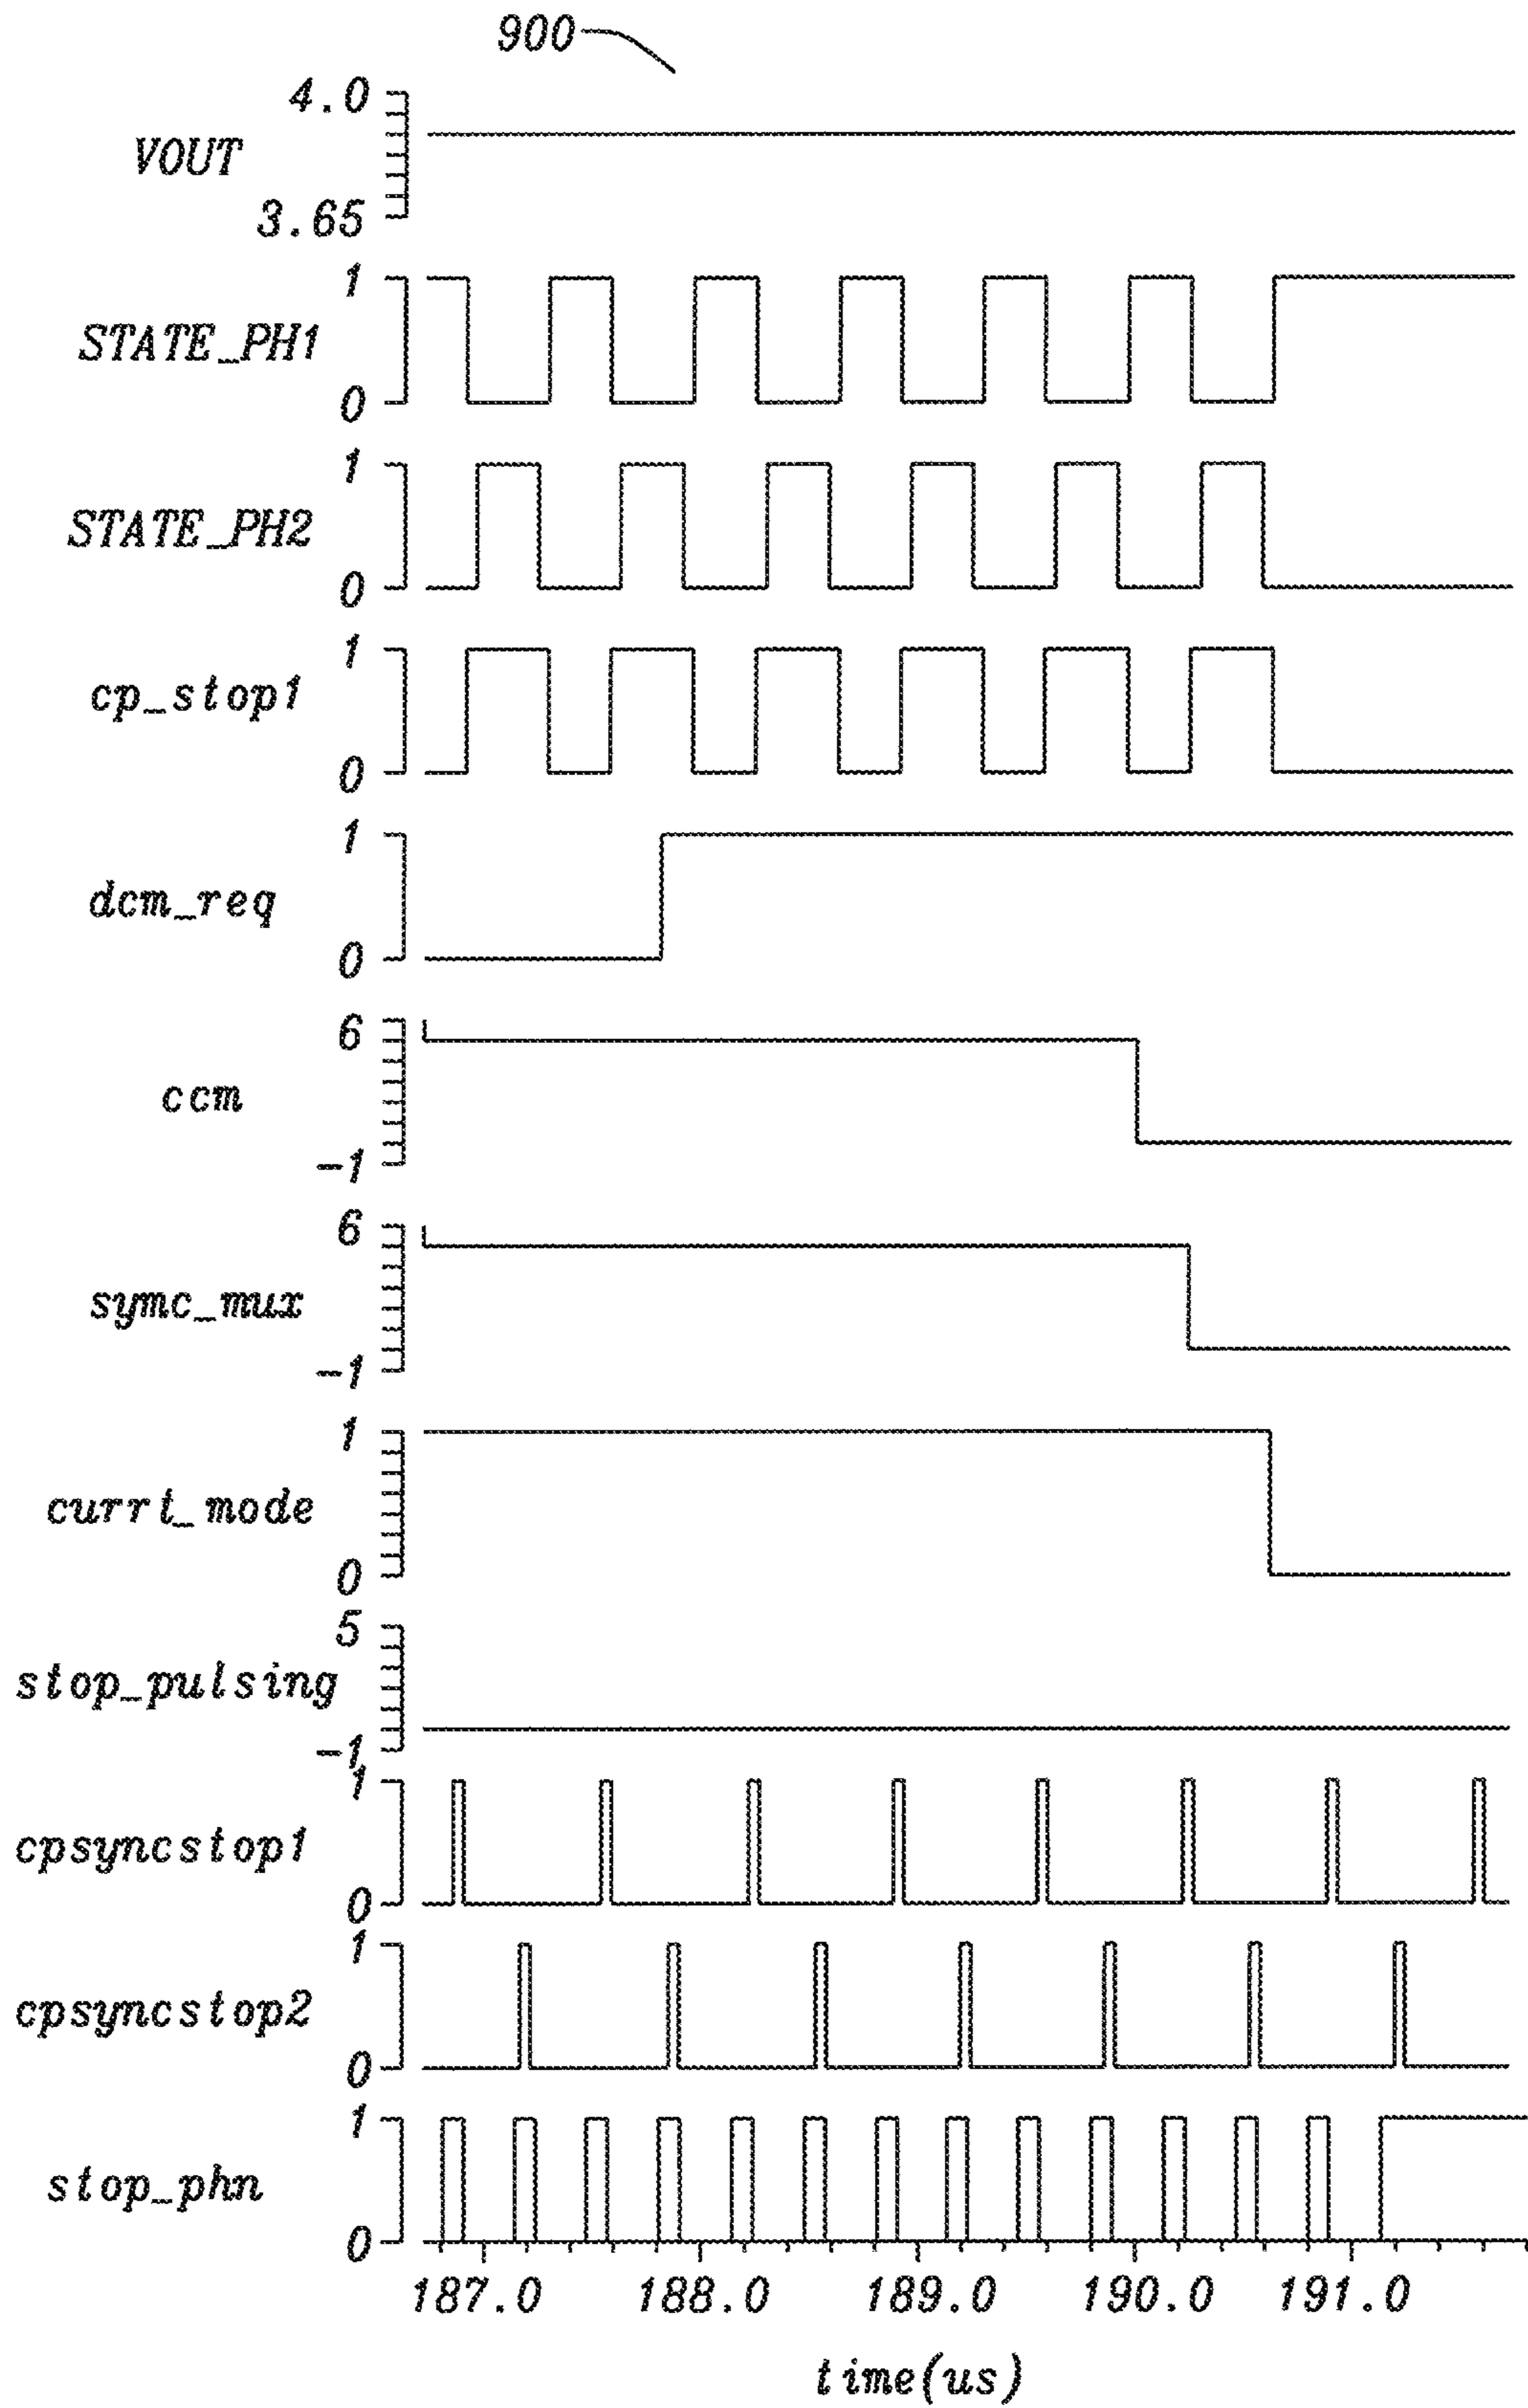 900
4.0
VOUT
3.65
1
STATE_PH1
0
1
STATE_PH2
0
1
cp_stop1
0
1
dcm_req
0
6
ccm
-1
6
symc_mux
-1
1
currt_mode
0
5
stop_pulsing
-1
1
cpsyncstop1
0
1
cpsyncstop2
0
1
stop_phn
0
187.0 188.0 189.0 190.0 191.0
time(us)